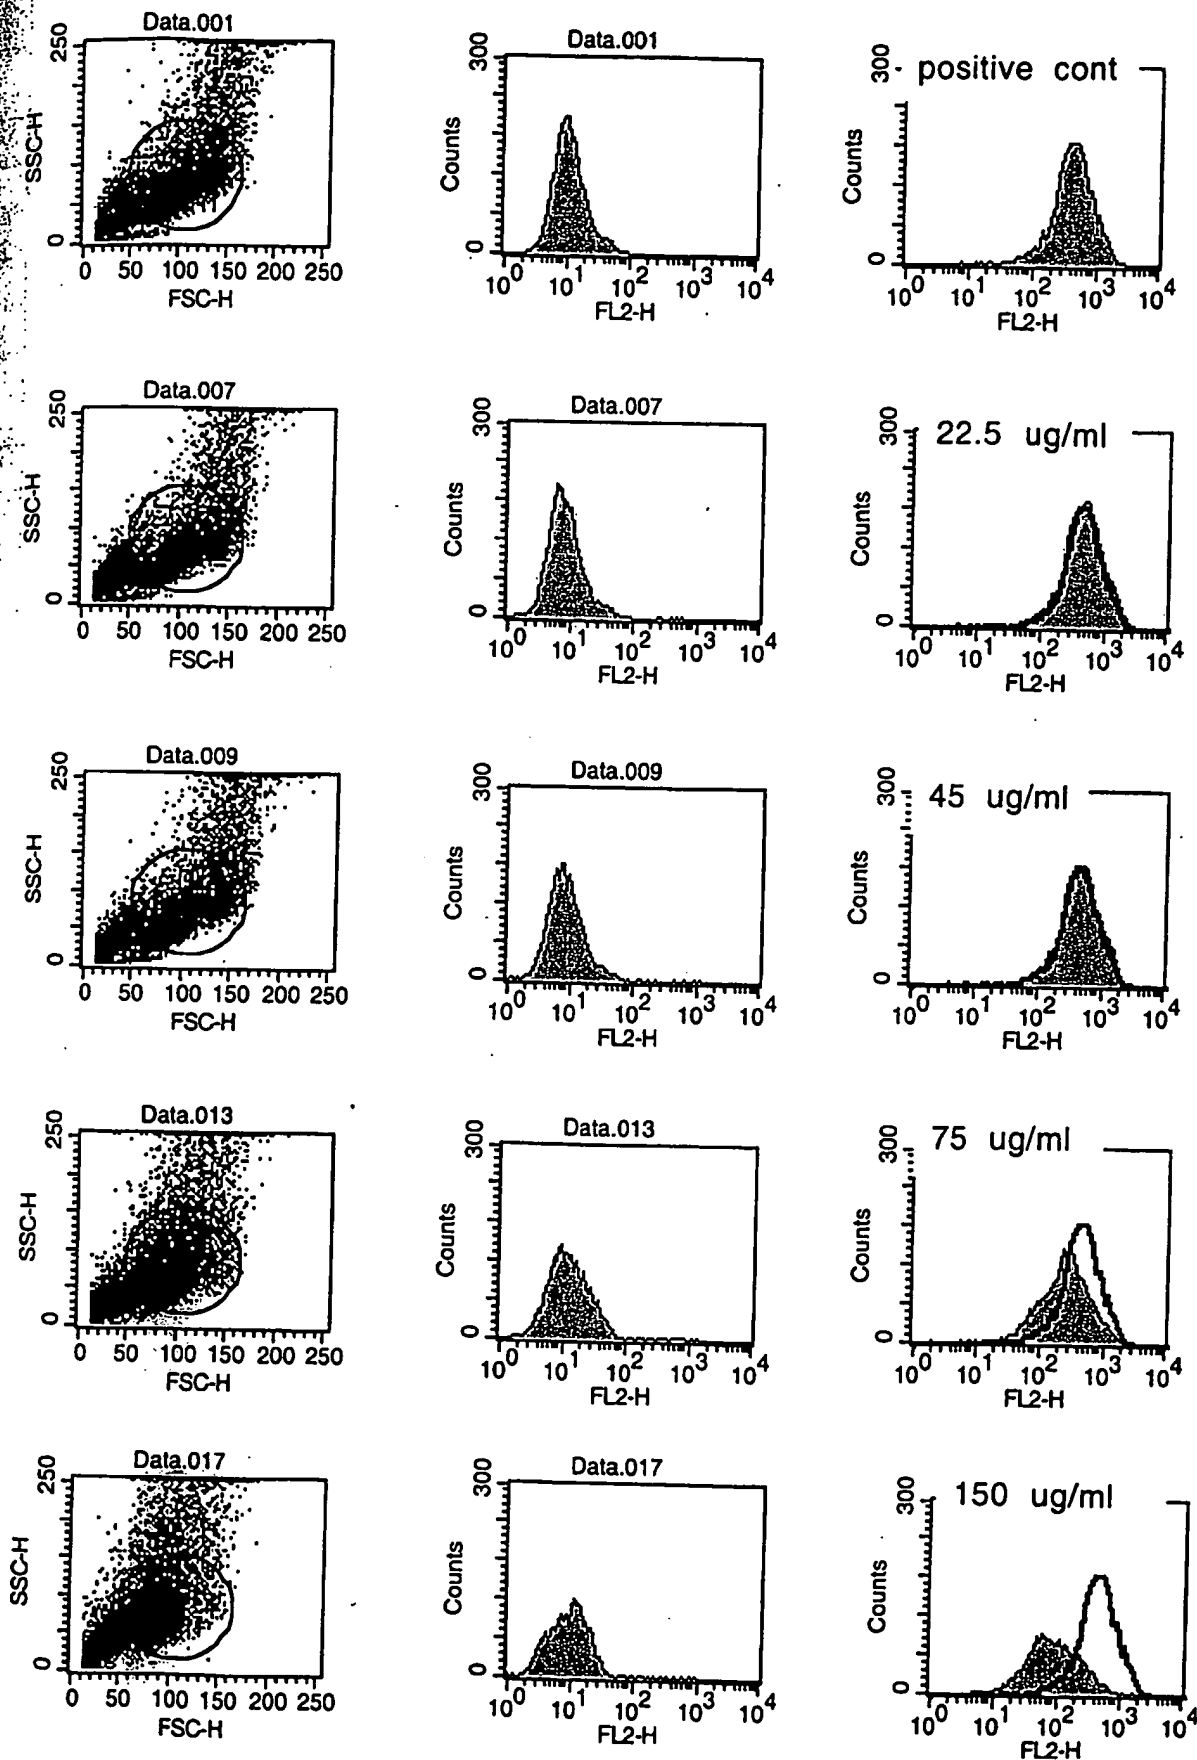 Data.001
250
SSC-H
0
0 50 100 150 200 250
FSC-H
Data.001
300
Counts
0
10^0 10^1 10^2 10^3 10^4
FL2-H
positive cont
300
Counts
0
10^0 10^1 10^2 10^3 10^4
FL2-H
Data.007
250
SSC-H
0
0 50 100 150 200 250
FSC-H
Data.007
300
Counts
0
10^0 10^1 10^2 10^3 10^4
FL2-H
22.5 ug/ml
300
Counts
0
10^0 10^1 10^2 10^3 10^4
FL2-H
Data.009
250
SSC-H
0
0 50 100 150 200 250
FSC-H
Data.009
300
Counts
0
10^0 10^1 10^2 10^3 10^4
FL2-H
45 ug/ml
300
Counts
0
10^0 10^1 10^2 10^3 10^4
FL2-H
Data.013
250
SSC-H
0
0 50 100 150 200 250
FSC-H
Data.013
300
Counts
0
10^0 10^1 10^2 10^3 10^4
FL2-H
75 ug/ml
300
Counts
0
10^0 10^1 10^2 10^3 10^4
FL2-H
Data.017
250
SSC-H
0
0 50 100 150 200 250
FSC-H
Data.017
300
Counts
0
10^0 10^1 10^2 10^3 10^4
FL2-H
150 ug/ml
300
Counts
0
10^0 10^1 10^2 10^3 10^4
FL2-H